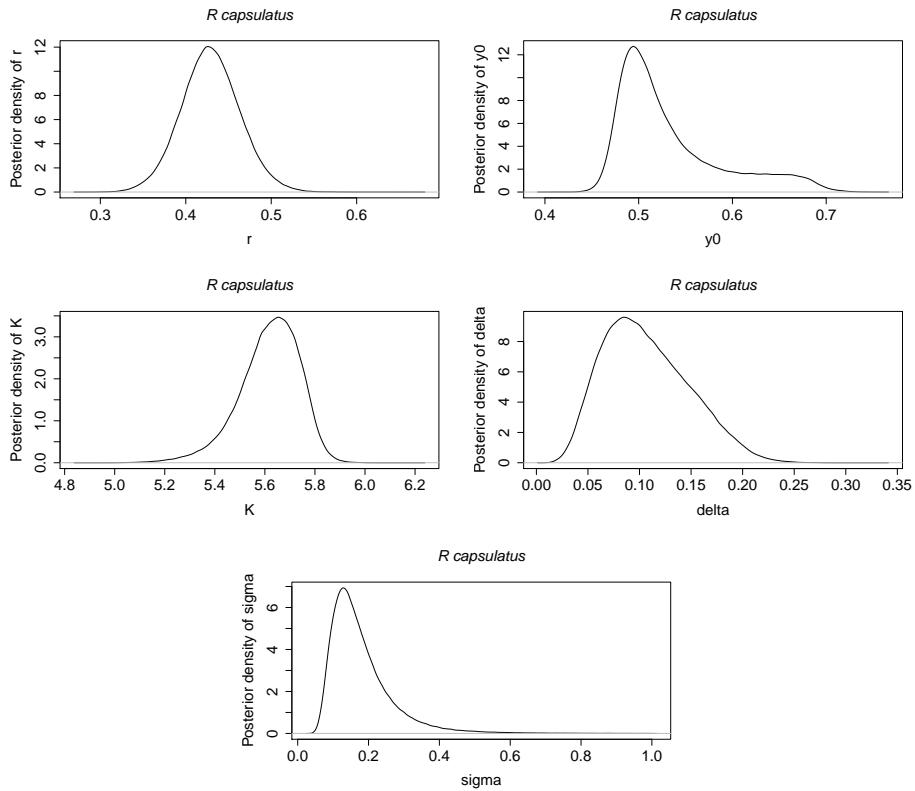 R capsulatus
Posterior density of r
0 2 4 6 8 12
0.3 0.4 0.5 0.6
r
R capsulatus
Posterior density of y0
0 2 4 6 8 12
0.4 0.5 0.6 0.7
y0
R capsulatus
Posterior density of K
0.0 1.0 2.0 3.0
4.8 5.0 5.2 5.4 5.6 5.8 6.0 6.2
K
R capsulatus
Posterior density of delta
0 2 4 6 8
0.00 0.05 0.10 0.15 0.20 0.25 0.30 0.35
delta
R capsulatus
Posterior density of sigma
0 2 4 6
0.0 0.2 0.4 0.6 0.8 1.0
sigma